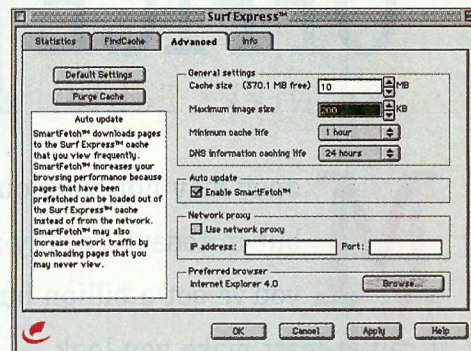 Surf Express™
Statistics
FindCache
Advanced
Info
Default Settings
Purge Cache
Auto update
SmartFetch™ downloads pages
to the Surf Express™ cache
that you view frequently.
SmartFetch™ increases your
browsing performance because
pages that have been
prefetched can be loaded out of
the Surf Express™ cache
instead of from the network.
SmartFetch™ may also
increase network traffic by
downloading pages that you
may never view.
General settings
Cache size (370.1 MB free) 10 MB
Maximum image size 200 KB
Minimum cache life 1 hour
DNS information caching life 24 hours
Auto update
Enable SmartFetch™
Network proxy
Use network proxy
IP address: Port:
Preferred browser
Internet Explorer 4.0 Browse...
OK Cancel Apply Help